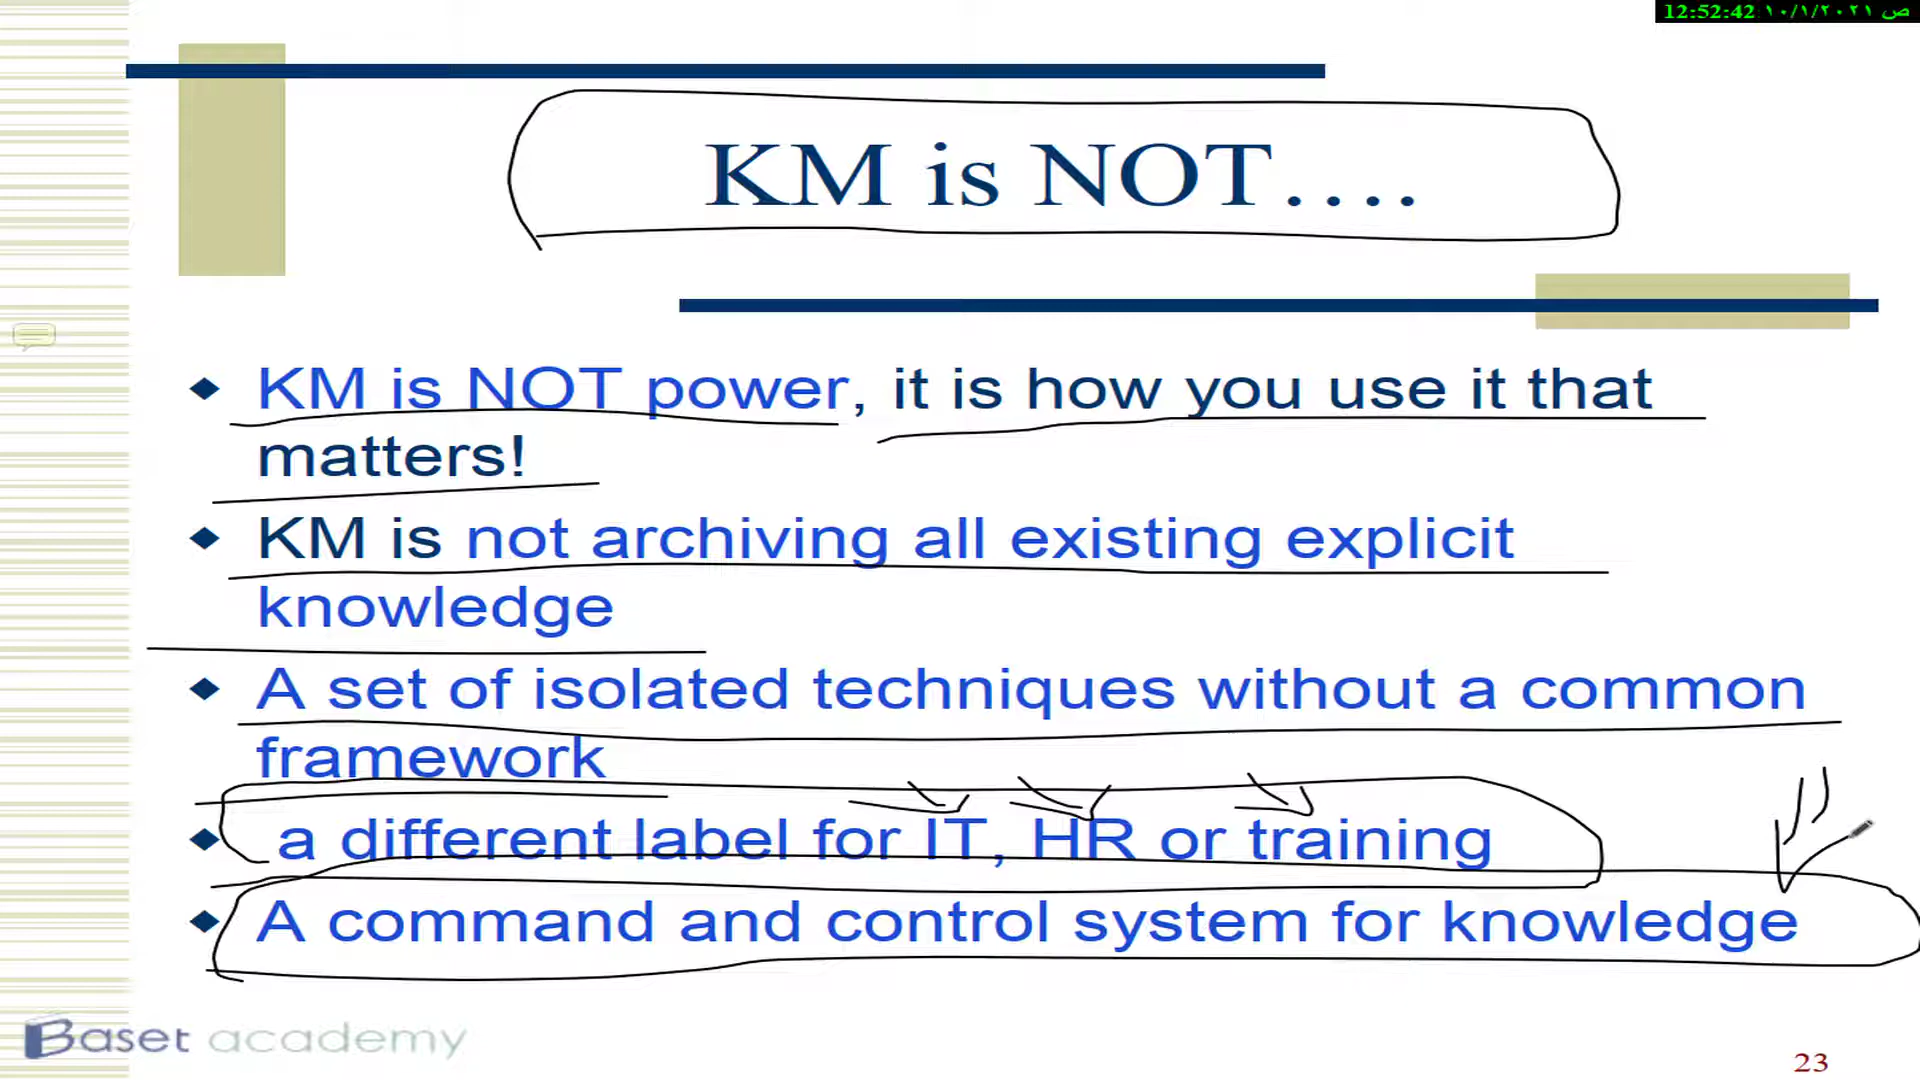 12:52:42 ١٠/١/٢٠٢١ ص
KM is NOT….
KM is NOT power, it is how you use it that
matters!
KM is not archiving all existing explicit
knowledge
A set of isolated techniques without a common
framework
a different label for IT, HR or training
A command and control system for knowledge
Baset academy
23